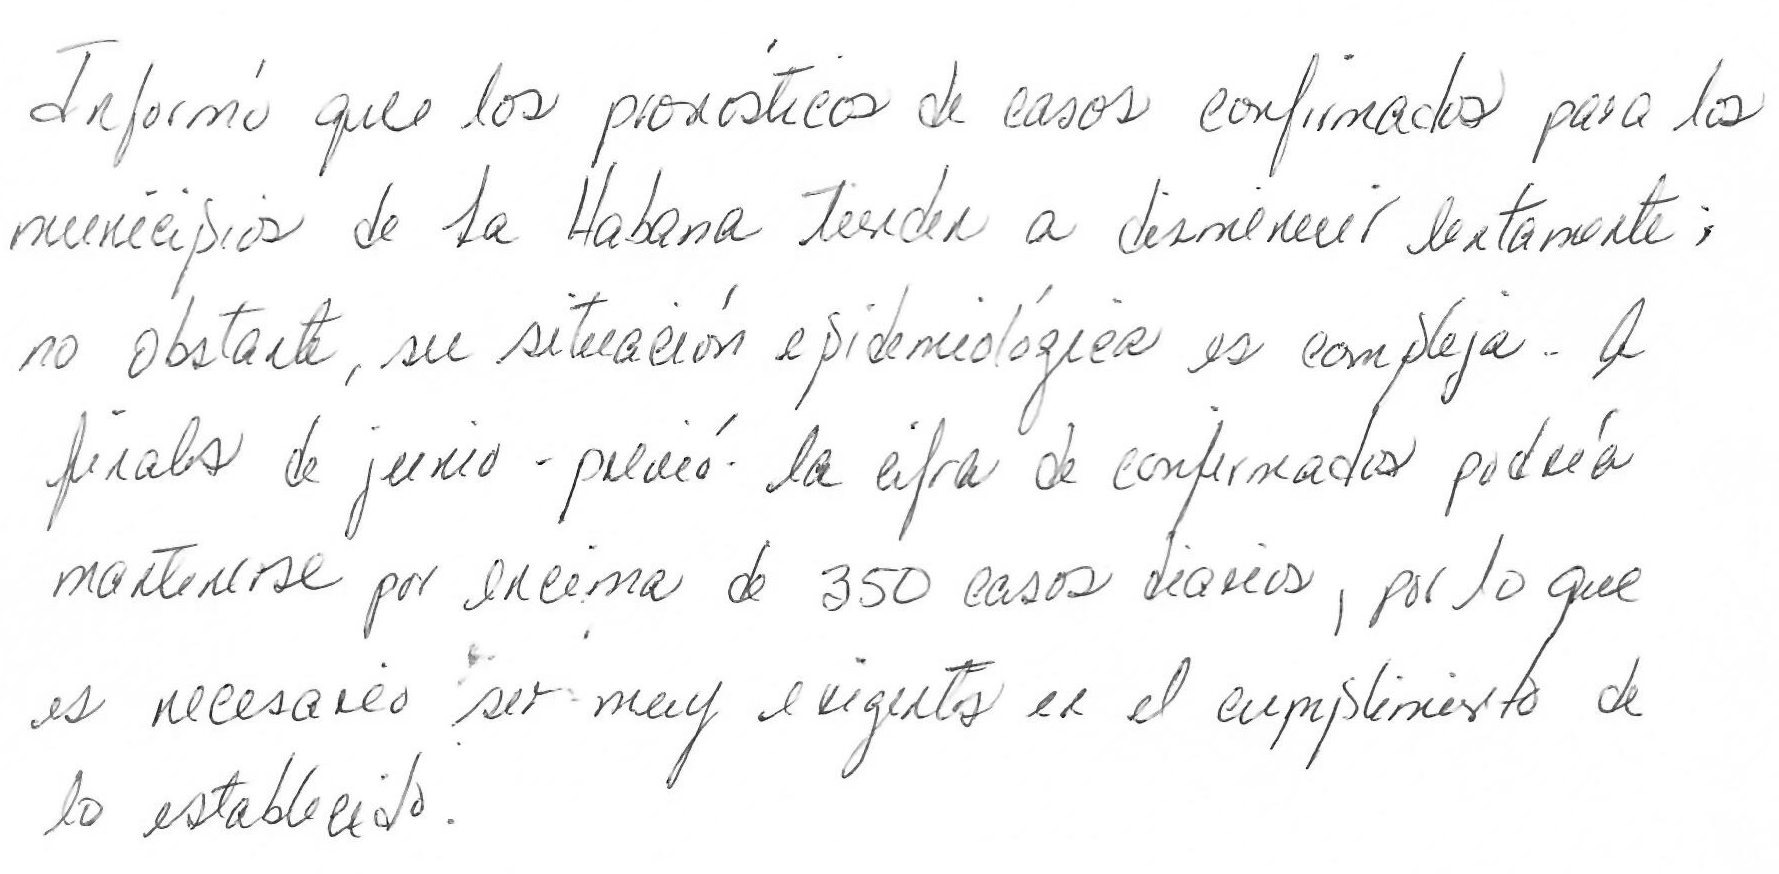 Informó que los pronósticos de casos confirmados para los
municipios de La Habana tienden a disminuir lentamente;
no obstante, su situación epidemiológica es compleja. A
finales de junio -previó- la cifra de confirmados podría
mantenerse por encima de 350 casos diarios, por lo que
es necesario ser muy exigentes en el cumplimiento de
lo establecido.